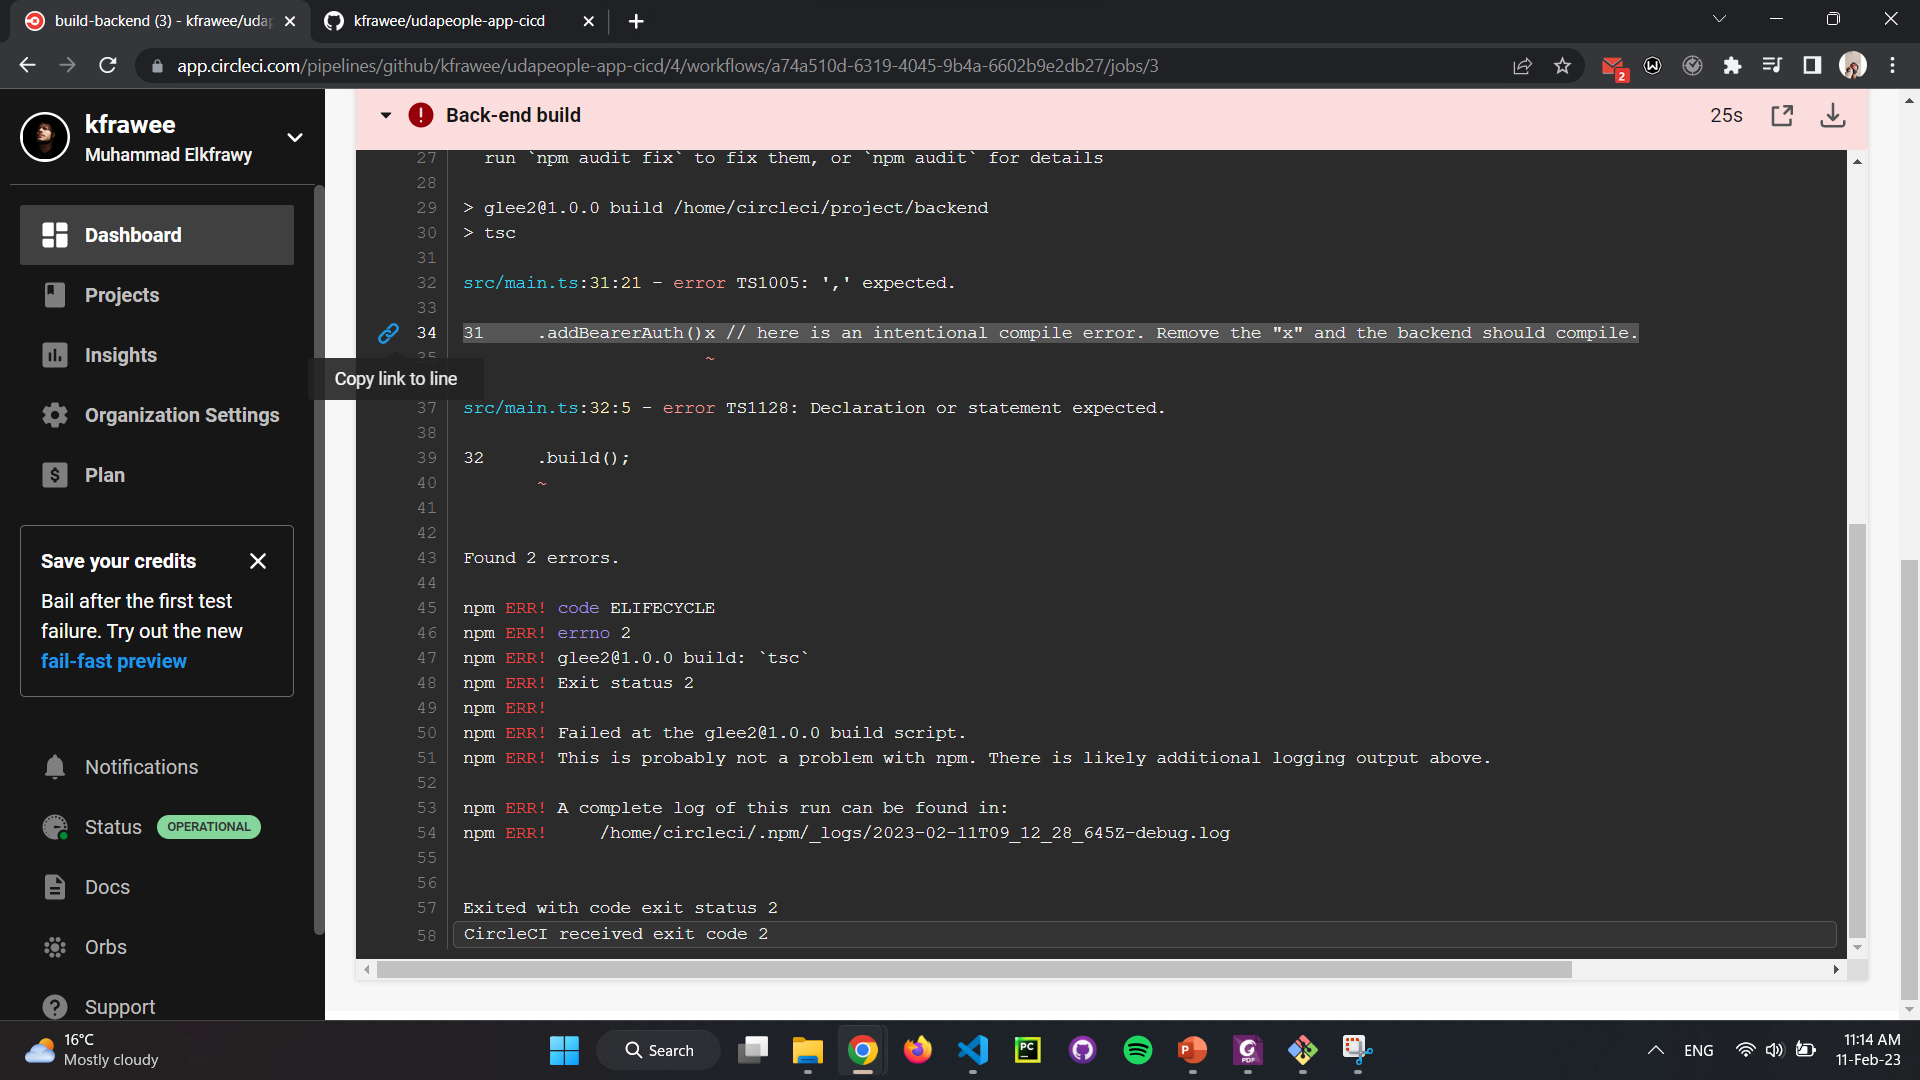 build-backend (3) - kfrawee/udap
kfrawee/udapeople-app-cicd
app.circleci.com/pipelines/github/kfrawee/udapeople-app-cicd/4/workflows/a74a510d-6319-4045-9b4a-6602b9e2db27/jobs/3
2
kfrawee
Muhammad Elkfrawy
Dashboard
Projects
Insights
Organization Settings
Plan
Save your credits
Bail after the first test
failure. Try out the new
fail-fast preview
Notifications
Status OPERATIONAL
Docs
Orbs
Support
Back-end build
25s
27 run `npm audit fix` to fix them, or `npm audit` for details
28
29 > glee2@1.0.0 build /home/circleci/project/backend
30 > tsc
31
32 src/main.ts:31:21 - error TS1005: ',' expected.
33
34 31 .addBearerAuth()x // here is an intentional compile error. Remove the "x" and the backend should compile.
35 ~
Copy link to line
37 src/main.ts:32:5 - error TS1128: Declaration or statement expected.
38
39 32 .build();
40 ~
41
42
43 Found 2 errors.
44
45 npm ERR! code ELIFECYCLE
46 npm ERR! errno 2
47 npm ERR! glee2@1.0.0 build: `tsc`
48 npm ERR! Exit status 2
49 npm ERR!
50 npm ERR! Failed at the glee2@1.0.0 build script.
51 npm ERR! This is probably not a problem with npm. There is likely additional logging output above.
52
53 npm ERR! A complete log of this run can be found in:
54 npm ERR! /home/circleci/.npm/_logs/2023-02-11T09_12_28_645Z-debug.log
55
56
57 Exited with code exit status 2
58 CircleCI received exit code 2
16°C
Mostly cloudy
Search
PC
PDF
ENG
11:14 AM
11-Feb-23